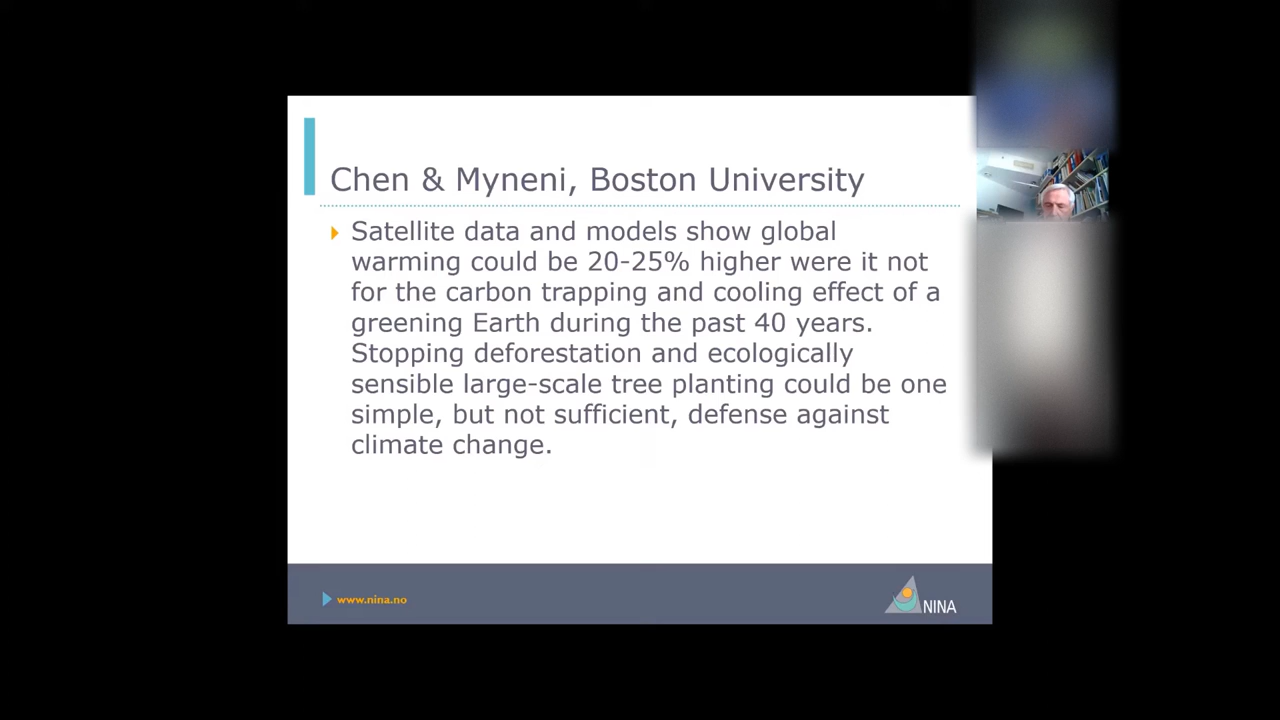 Chen & Myneni, Boston University
Satellite data and models show global
warming could be 20-25% higher were it not
for the carbon trapping and cooling effect of a
greening Earth during the past 40 years.
Stopping deforestation and ecologically
sensible large-scale tree planting could be one
simple, but not sufficient, defense against
climate change.
www.nina.no
NINA